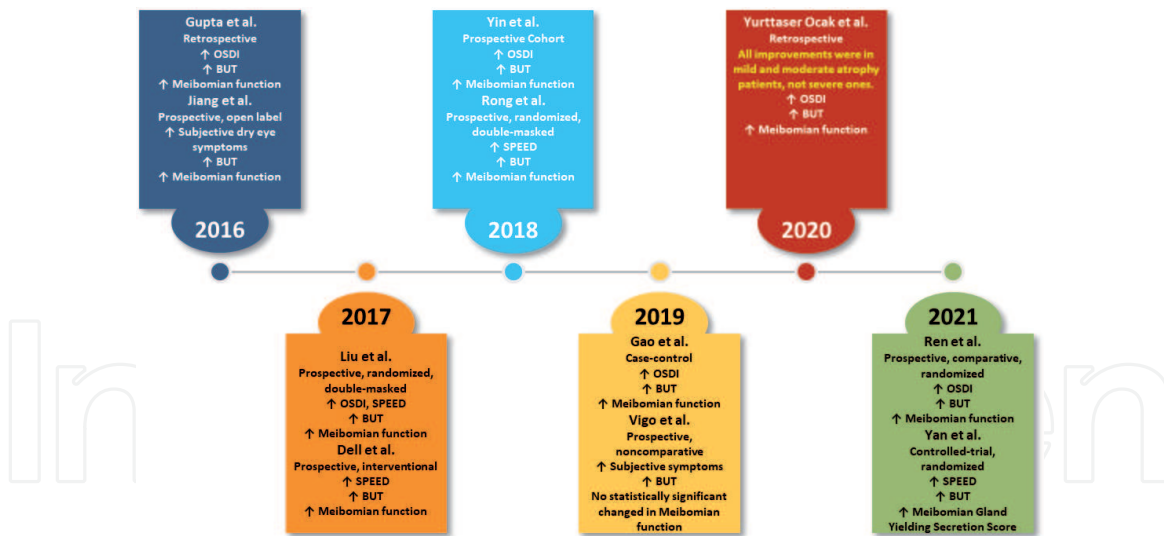 Gupta et al.
Retrospective
↑ OSDI
↑ BUT
↑ Meibomian function
Jiang et al.
Prospective, open label
↑ Subjective dry eye
symptoms
↑ BUT
↑ Meibomian function
2016
Yin et al.
Prospective Cohort
↑ OSDI
↑ BUT
↑ Meibomian function
Rong et al.
Prospective, randomized,
double-masked
↑ SPEED
↑ BUT
↑ Meibomian function
2018
Yurttaser Ocak et al.
Retrospective
All improvements were in
mild and moderate atrophy
patients, not severe ones.
↑ OSDI
↑ BUT
↑ Meibomian function
2020
2017
Liu et al.
Prospective, randomized,
double-masked
↑ OSDI, SPEED
↑ BUT
↑ Meibomian function
Dell et al.
Prospective, interventional
↑ SPEED
↑ BUT
↑ Meibomian function
2019
Gao et al.
Case-control
↑ OSDI
↑ BUT
↑ Meibomian function
Vigo et al.
Prospective,
noncomparative
↑ Subjective symptoms
↑ BUT
No statistically significant
changed in Meibomian
function
2021
Ren et al.
Prospective, comparative,
randomized
↑ OSDI
↑ BUT
↑ Meibomian function
Yan et al.
Controlled-trial,
randomized
↑ SPEED
↑ BUT
↑ Meibomian Gland
Yielding Secretion Score